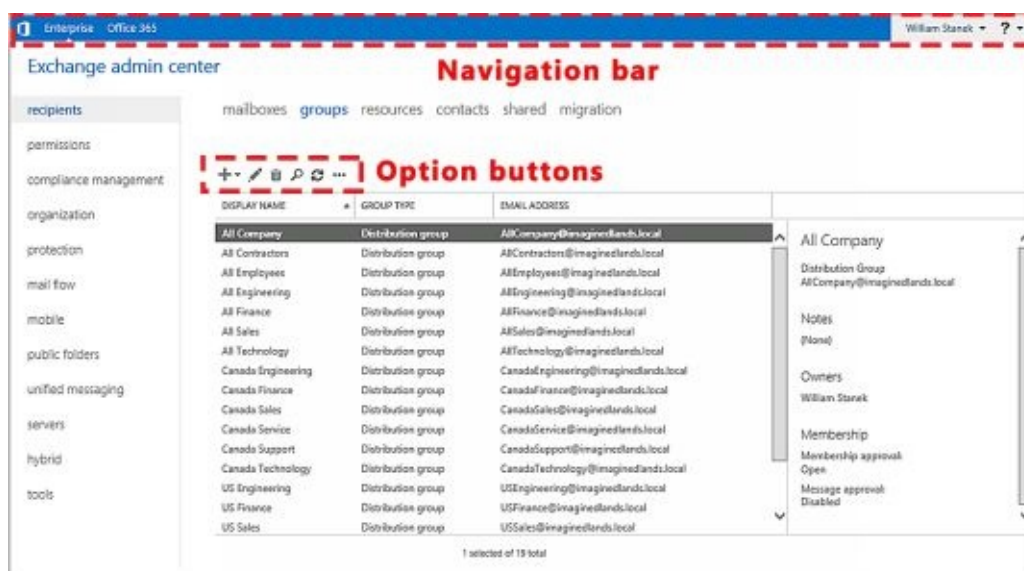 Enterprise Office 365 William Stanek ?
Exchange admin center
Navigation bar
recipients
permissions
compliance management
organization
protection
mail flow
mobile
public folders
unified messaging
servers
hybrid
tools
mailboxes groups resources contacts shared migration
Option buttons
DISPLAY NAME GROUP TYPE EMAIL ADDRESS
All Company Distribution group AllCompany@imaginedlands.local
All Contractors Distribution group AllContractors@imaginedlands.local
All Employees Distribution group AllEmployees@imaginedlands.local
All Engineering Distribution group AllEngineering@imaginedlands.local
All Finance Distribution group AllFinance@imaginedlands.local
All Sales Distribution group AllSales@imaginedlands.local
All Technology Distribution group AllTechnology@imaginedlands.local
Canada Engineering Distribution group CanadaEngineering@imaginedlands.local
Canada Finance Distribution group CanadaFinance@imaginedlands.local
Canada Sales Distribution group CanadaSales@imaginedlands.local
Canada Service Distribution group CanadaService@imaginedlands.local
Canada Support Distribution group CanadaSupport@imaginedlands.local
Canada Technology Distribution group CanadaTechnology@imaginedlands.local
US Engineering Distribution group USEngineering@imaginedlands.local
US Finance Distribution group USFinance@imaginedlands.local
US Sales Distribution group USSales@imaginedlands.local
1 selected of 19 total
All Company
Distribution Group
AllCompany@imaginedlands.local
Notes
(None)
Owners
William Stanek
Membership
Membership approval:
Open
Message approval:
Disabled